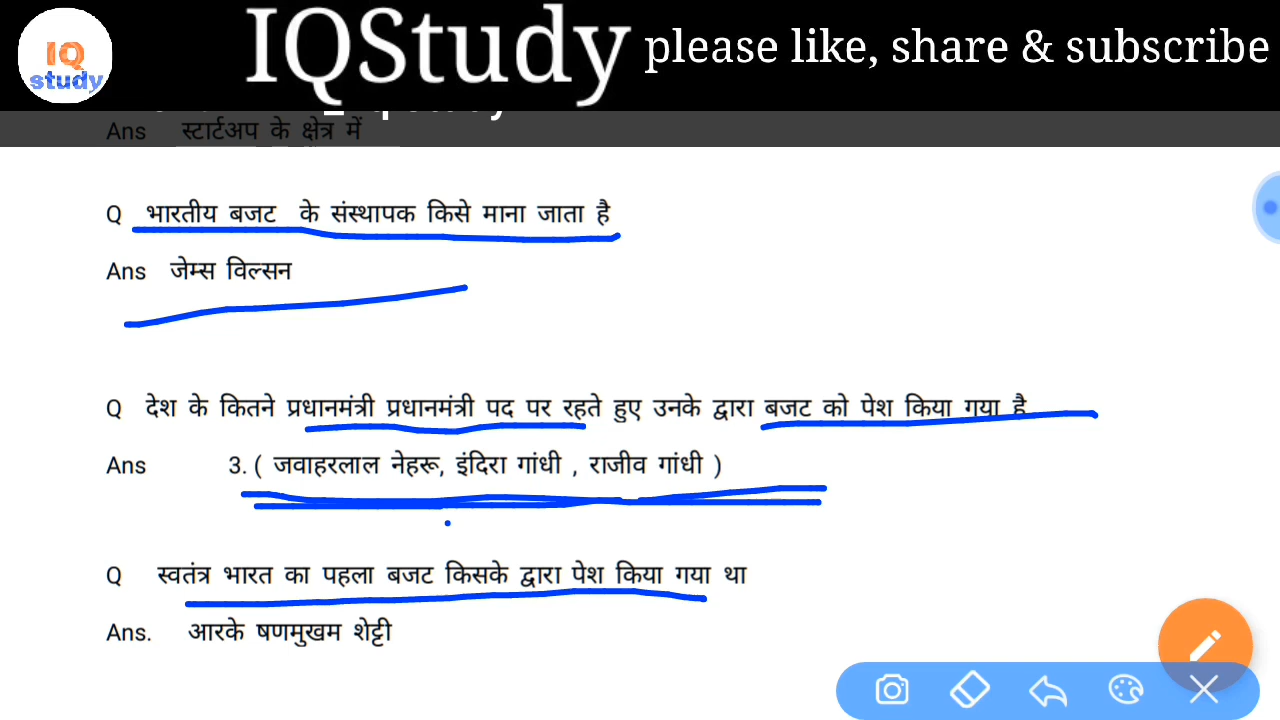 IQ
study
IQStudy please like, share & subscribe
Ans स्टार्टअप के क्षेत्र में
Q भारतीय बजट के संस्थापक किसे माना जाता है
Ans जेम्स विल्सन
Q देश के कितने प्रधानमंत्री प्रधानमंत्री पद पर रहते हुए उनके द्वारा बजट को पेश किया गया है
Ans 3. ( जवाहरलाल नेहरू, इंदिरा गांधी , राजीव गांधी )
Q स्वतंत्र भारत का पहला बजट किसके द्वारा पेश किया गया था
Ans. आरके षणमुखम शेट्टी